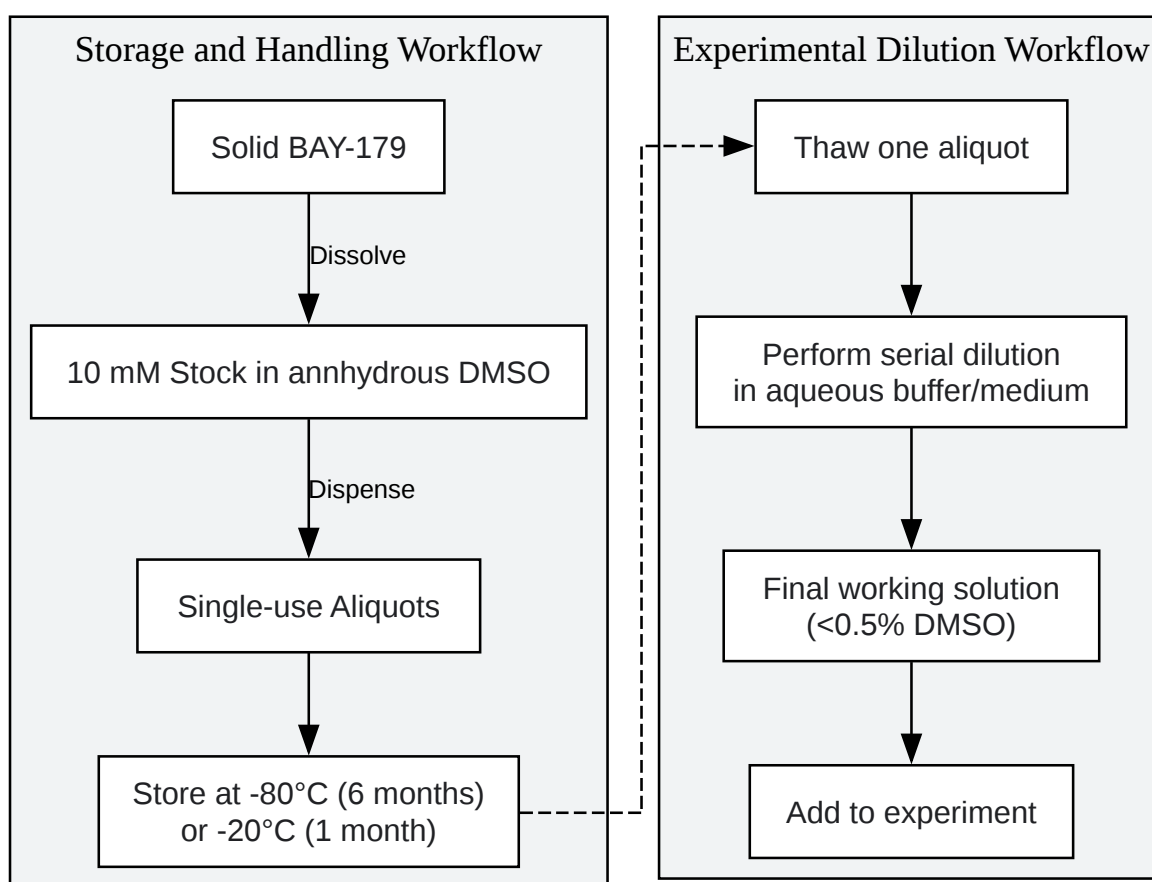 Storage and Handling Workflow
Solid BAY-179
Dissolve
10 mM Stock in annhydrous DMSO
Dispense
Single-use Aliquots
Store at -80°C (6 months)
or -20°C (1 month)
Experimental Dilution Workflow
Thaw one aliquot
Perform serial dilution
in aqueous buffer/medium
Final working solution
(<0.5% DMSO)
Add to experiment